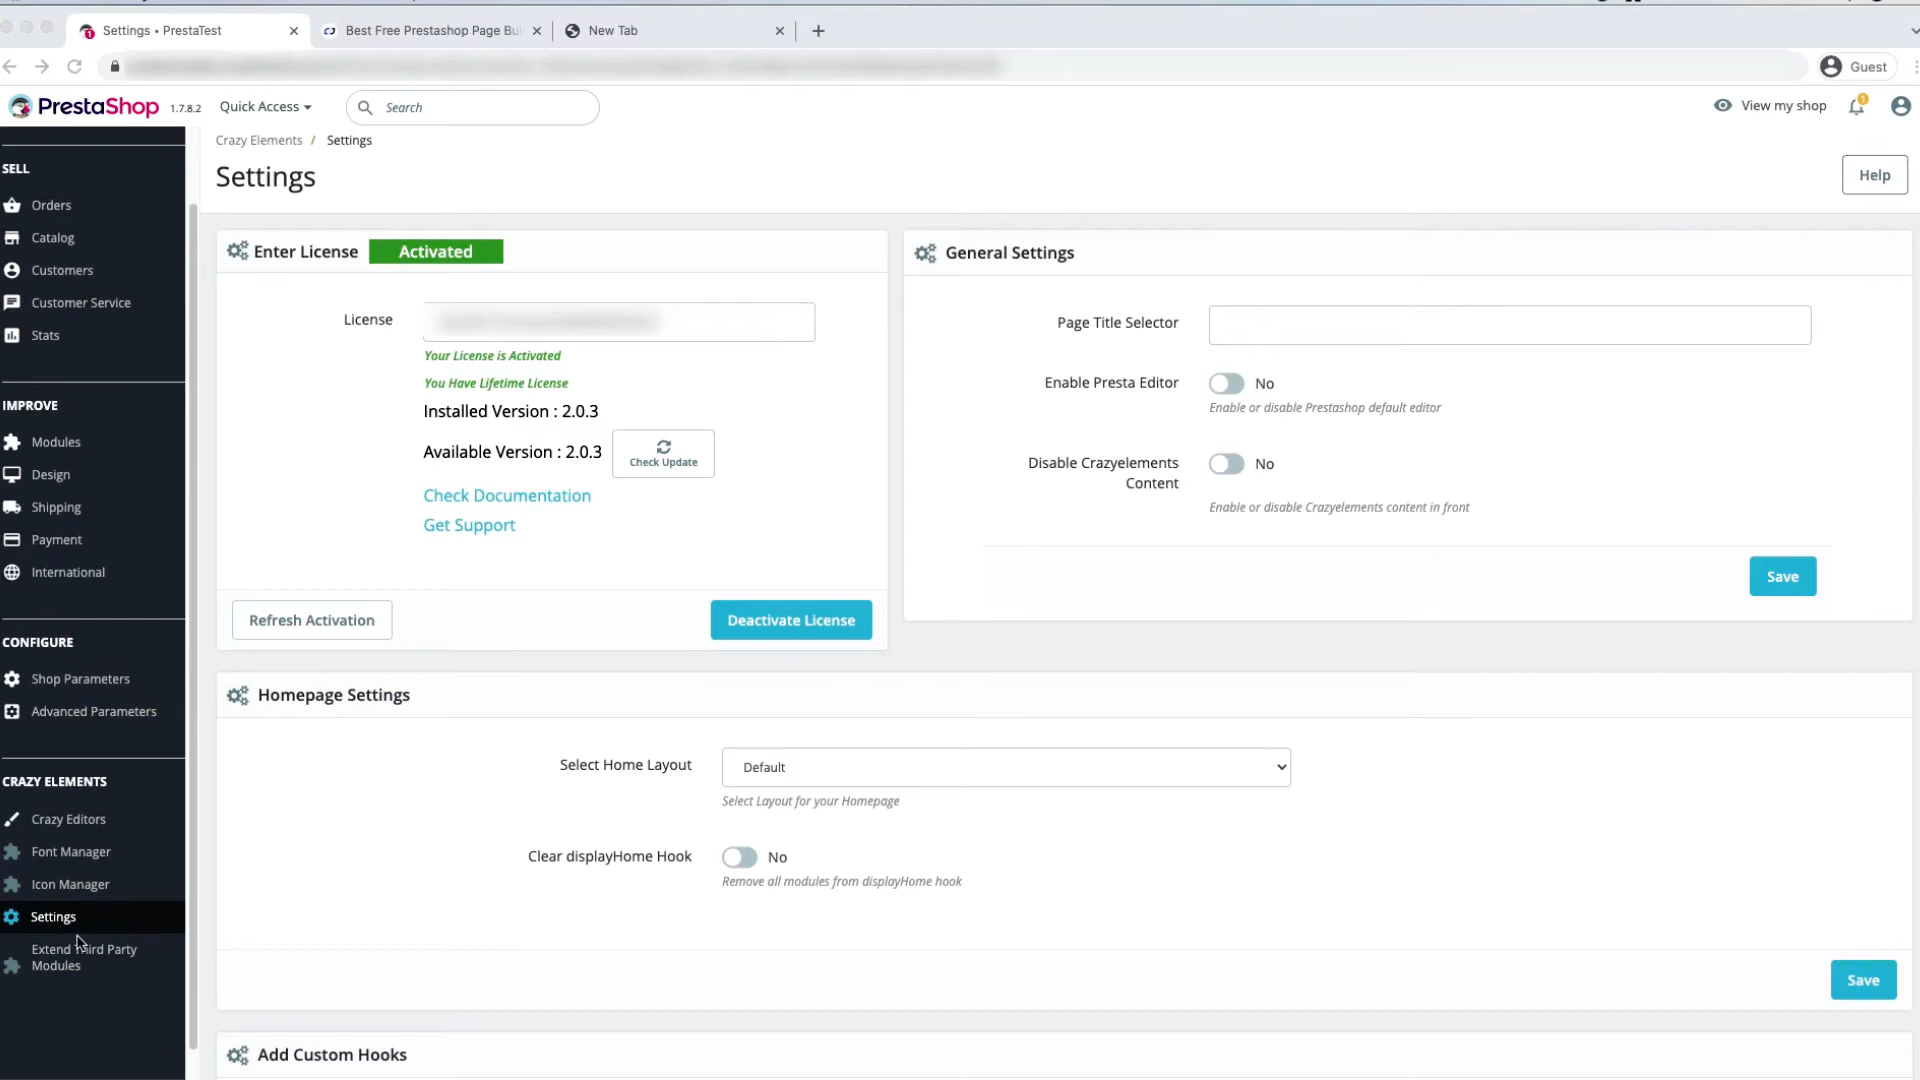 Settings • PrestaTest
Best Free Prestashop Page Bui
New Tab
Guest
PrestaShop 1.7.8.2
Quick Access
Search
View my shop
1
Crazy Elements / Settings
Settings
Help
SELL
Orders
Catalog
Customers
Customer Service
Stats
IMPROVE
Modules
Design
Shipping
Payment
International
CONFIGURE
Shop Parameters
Advanced Parameters
CRAZY ELEMENTS
Crazy Editors
Font Manager
Icon Manager
Settings
Extend Third Party
Modules
Enter License Activated
License
Your License is Activated
You Have Lifetime License
Installed Version : 2.0.3
Available Version : 2.0.3
Check Update
Check Documentation
Get Support
Refresh Activation
Deactivate License
General Settings
Page Title Selector
Enable Presta Editor
No
Enable or disable Prestashop default editor
Disable Crazyelements
Content
No
Enable or disable Crazyelements content in front
Save
Homepage Settings
Select Home Layout
Default
Select Layout for your Homepage
Clear displayHome Hook
No
Remove all modules from displayHome hook
Save
Add Custom Hooks